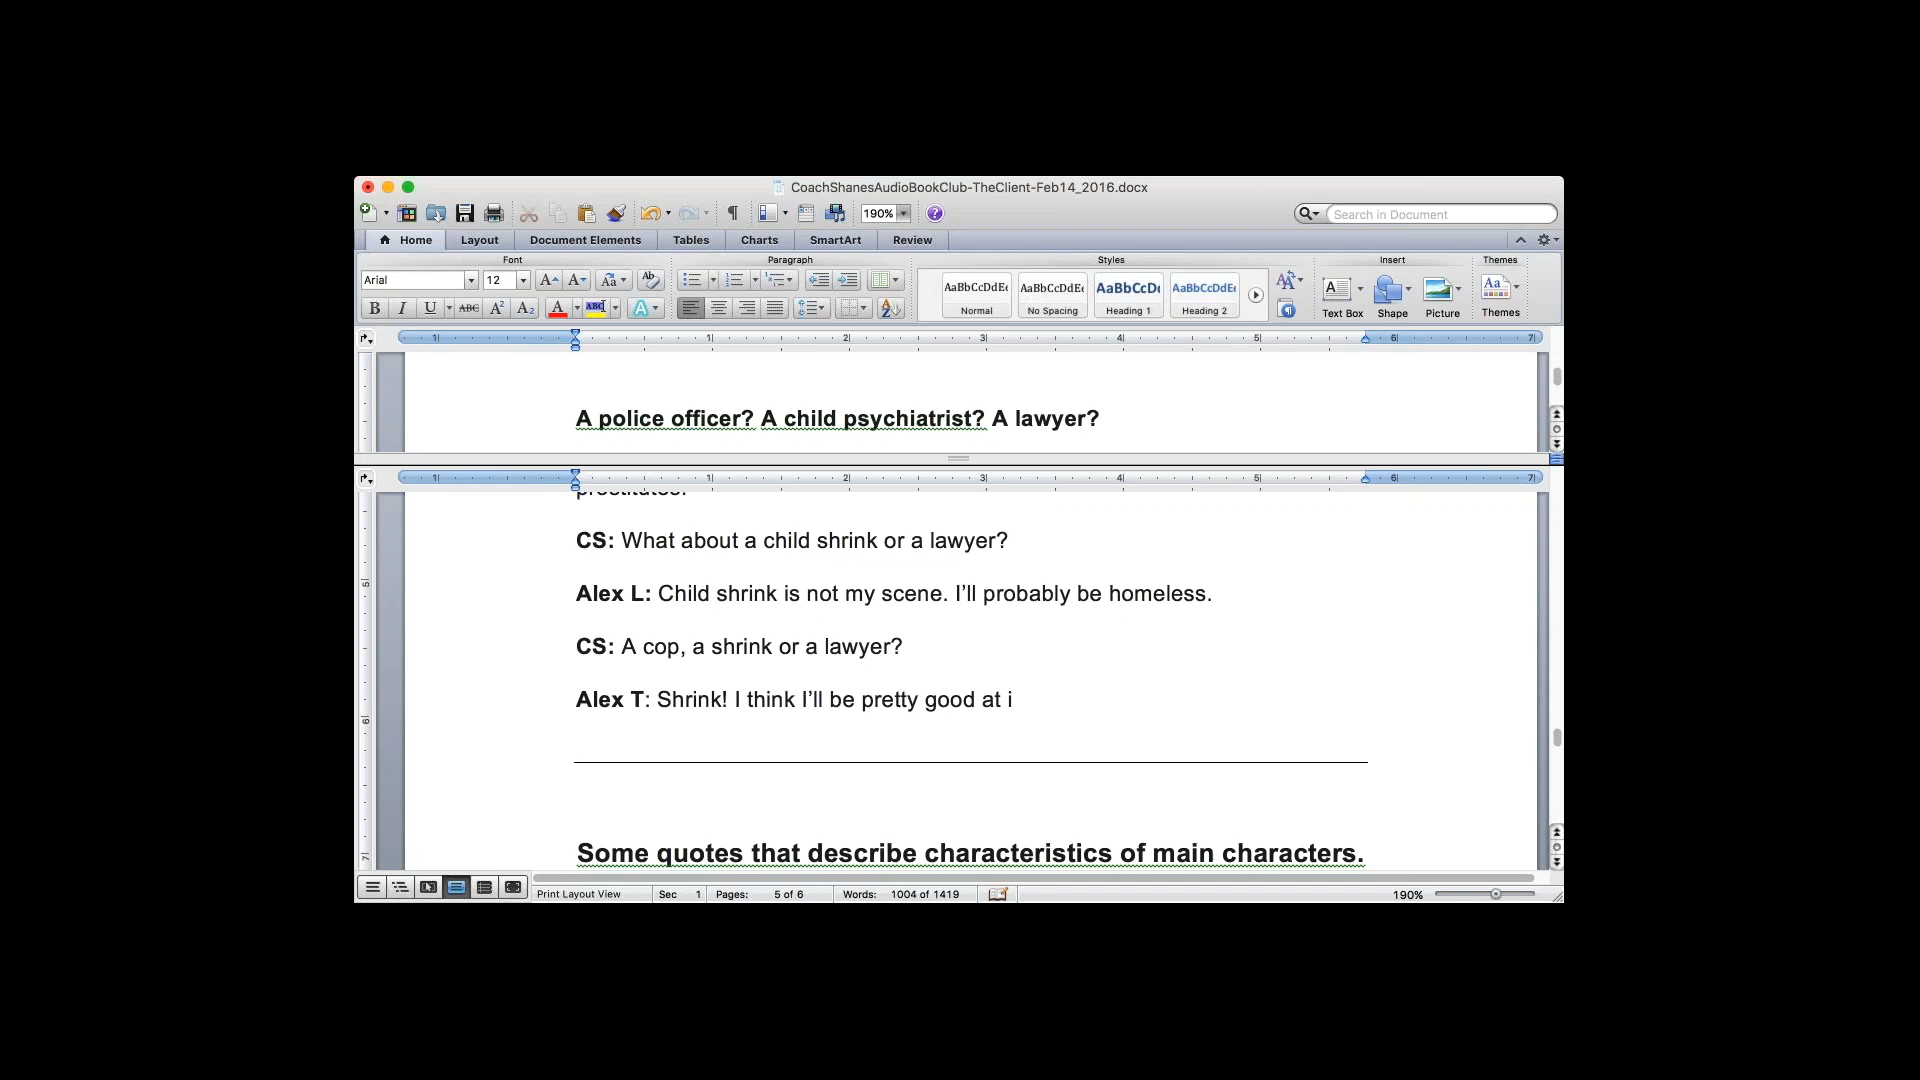 CoachShanesAudioBookClub-TheClient-Feb14_2016.docx
190%
Search in Document
Home Layout Document Elements Tables Charts SmartArt Review
Font Paragraph Styles Insert Themes
Arial 12
AaBbCcDdEe AaBbCcDdEe AaBbCcDd AaBbCcDdEe
Normal No Spacing Heading 1 Heading 2 Text Box Shape Picture Themes
A police officer? A child psychiatrist? A lawyer?
CS: What about a child shrink or a lawyer?
Alex L: Child shrink is not my scene. I’ll probably be homeless.
CS: A cop, a shrink or a lawyer?
Alex T: Shrink! I think I’ll be pretty good at i
Some quotes that describe characteristics of main characters.
Print Layout View Sec 1 Pages: 5 of 6 Words: 1004 of 1419 190%